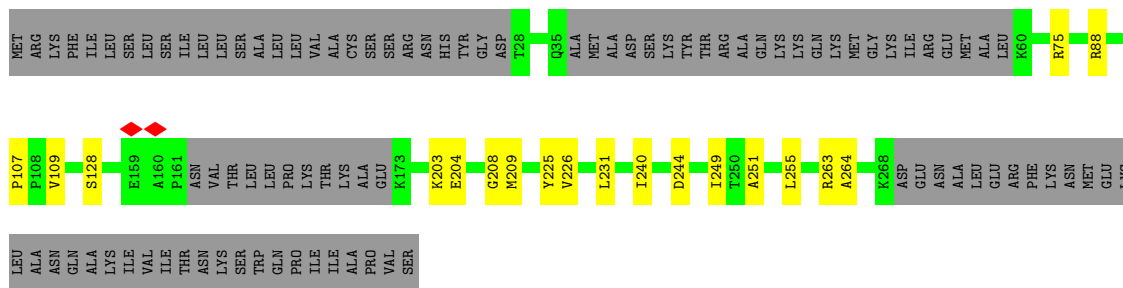 MET ARG LYS PHE ILE LEU SER LEU SER ILE LEU LEU SER ALA LEU LEU VAL ALA CYS SER SER ARG ASN HIS TYR GLY ASP T28 Q35 ALA MET ALA ASP SER LYS TYR THR ARG ALA GLN LYS LYS GLN LYS MET GLY LYS ILE ARG GLU MET ALA LEU K60 R75 R88
P107 P108 V109 S128 E159 A160 P161 ASN VAL THR LEU LEU PRO LYS THR LYS ALA GLU K173 K203 E204 G208 M209 Y225 V226 L231 I240 D244 I249 T250 A251 L255 R263 A264 K268 ASP GLU ASN ALA LEU GLU ARG PHE LYS ASN MET GLU
LEU ALA ASN GLN ALA LYS ILE VAL ILE THR ASN LYS SER TRP GLN PRO ILE ILE ALA PRO VAL SER